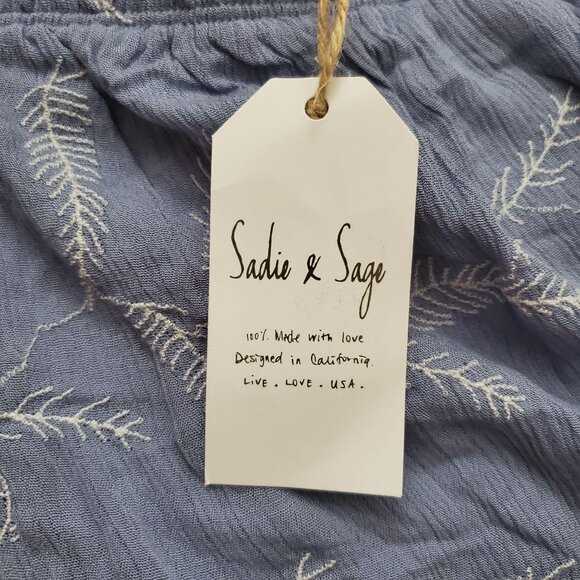 Sadie & Sage
100% Made with love
Designed in California.
LIVE . LOVE . USA .